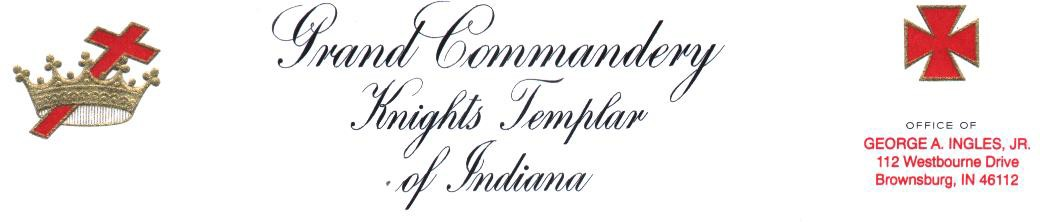 Grand Commandery
Knights Templar
of Indiana
OFFICE OF
GEORGE A. INGLES, JR.
112 Westbourne Drive
Brownsburg, IN 46112